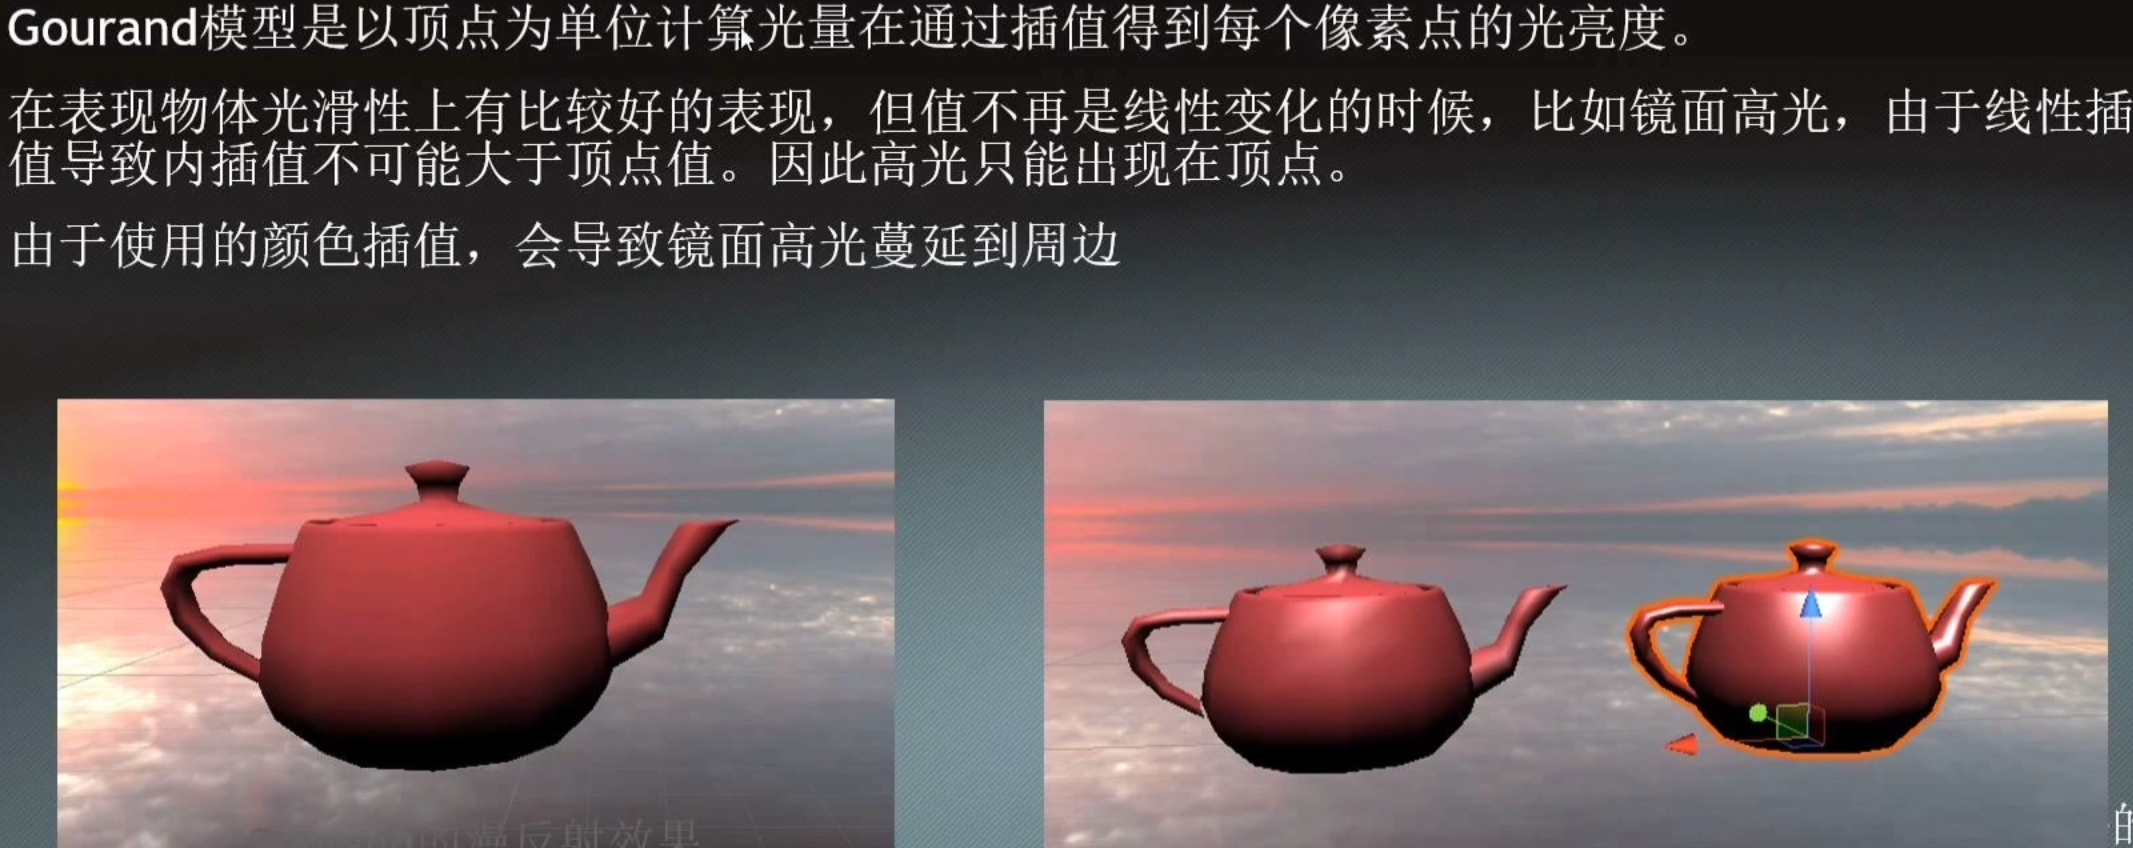 Gourand模型是以顶点为单位计算光量在通过插值得到每个像素点的光亮度。
在表现物体光滑性上有比较好的表现，但值不再是线性变化的时候，比如镜面高光，由于线性插
值导致内插值不可能大于顶点值。因此高光只能出现在顶点。
由于使用的颜色插值，会导致镜面高光蔓延到周边
的漫反射效果
的